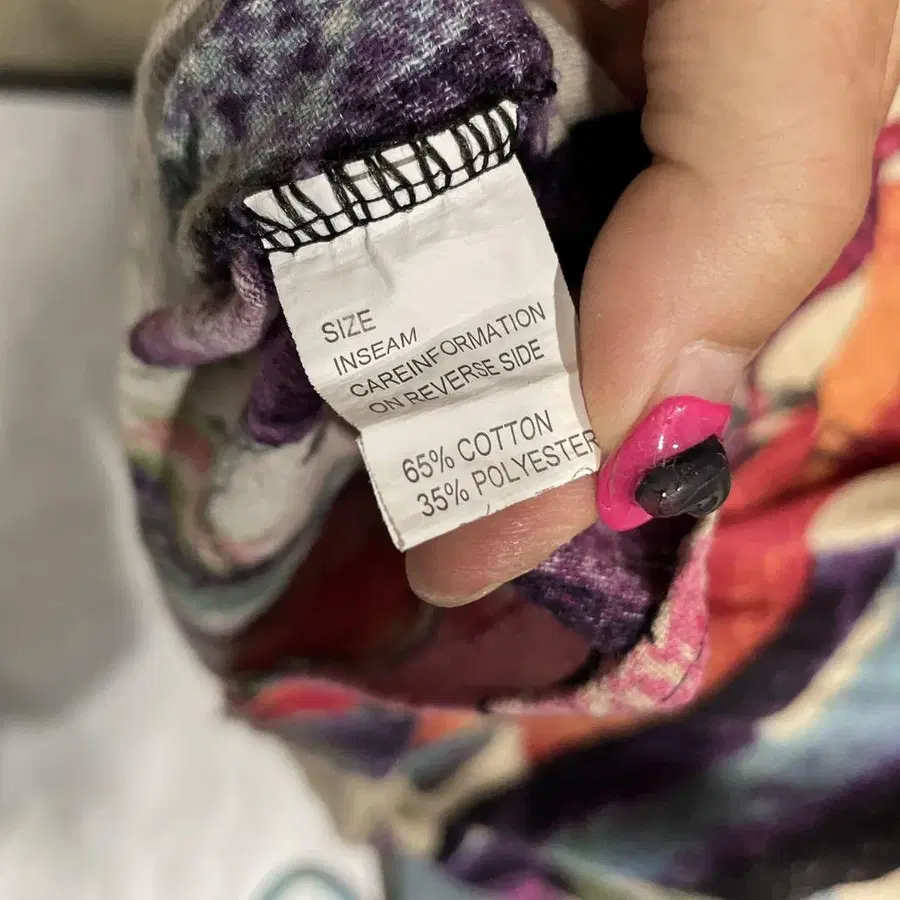 SIZE
INSEAM
CAREINFORMATION
ON REVERSE SIDE
65% COTTON
35% POLYESTER